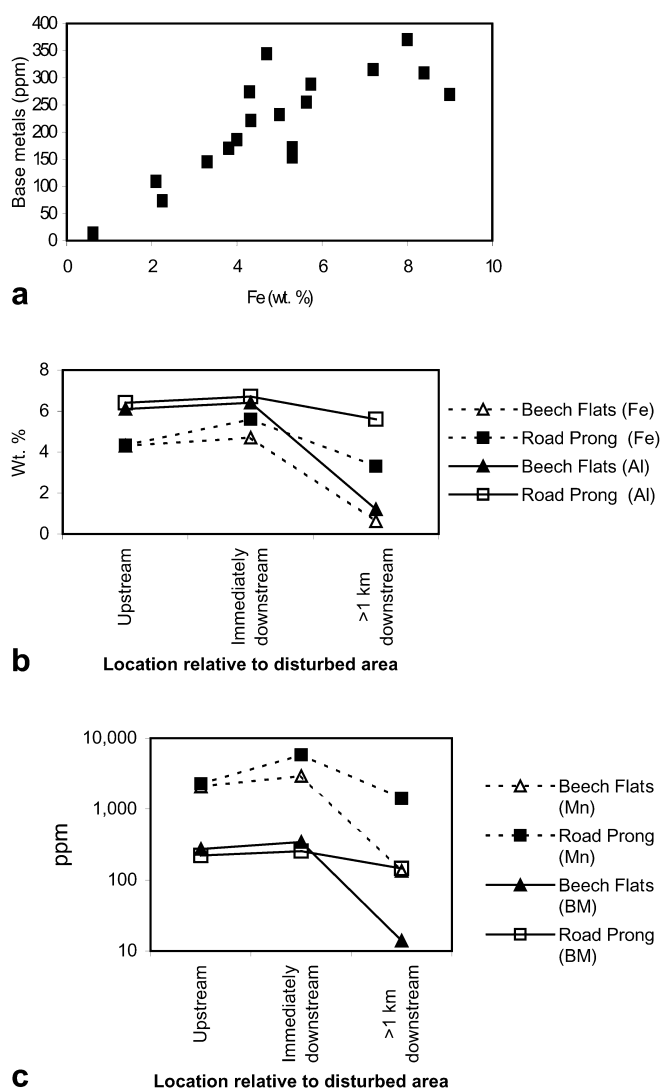 400
350
300
250
200
150
100
50
0
Base metals (ppm)
0 2 4 6 8 10
Fe (wt. %)
a
8
6
4
2
0
Wt. %
Upstream
Immediately
downstream
>1 km
downstream
Location relative to disturbed area
Beech Flats (Fe)
Road Prong (Fe)
Beech Flats (Al)
Road Prong (Al)
b
10,000
1,000
100
10
ppm
Upstream
Immediately
downstream
>1 km
downstream
Location relative to disturbed area
Beech Flats
(Mn)
Road Prong
(Mn)
Beech Flats
(BM)
Road Prong
(BM)
c